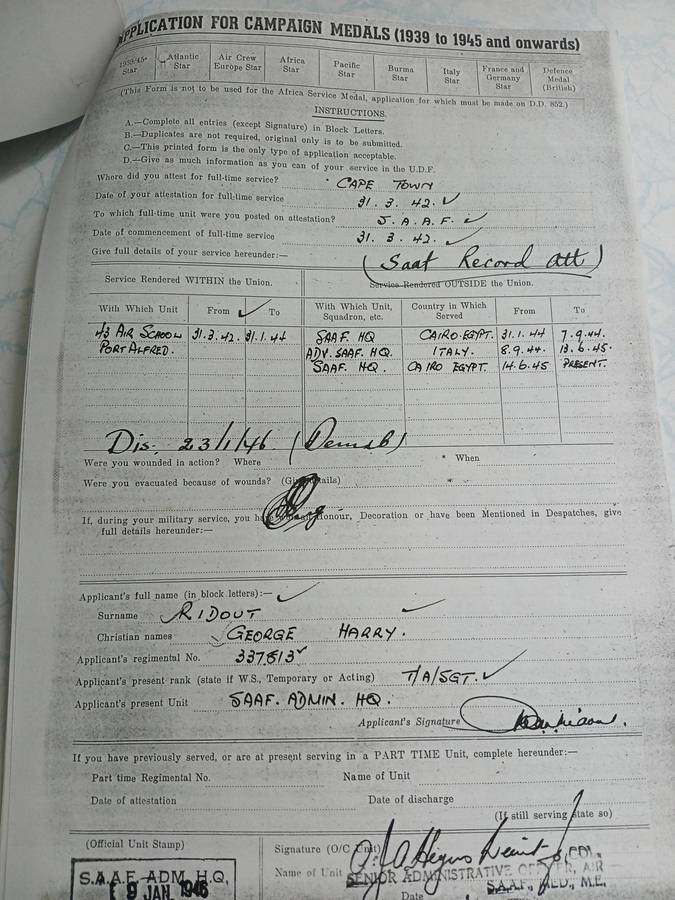 APPLICATION FOR CAMPAIGN MEDALS (1939 to 1945 and onwards)
1939/45 Star Atlantic Star Air Crew Europe Star Africa Star Pacific Star Burma Star Italy Star France and Germany Star Defence Medal (British)
(This Form is not to be used for the Africa Service Medal, application for which must be made on D.D. 852.)
INSTRUCTIONS.
A.—Complete all entries (except Signature) in Block Letters.
B.—Duplicates are not required, original only is to be submitted.
C.—This printed form is the only type of application acceptable.
D.—Give as much information as you can of your service in the U.D.F.
Where did you attest for full-time service? CAPE TOWN
Date of your attestation for full-time service 31.3.42.
To which full-time unit were you posted on attestation? S.A.A.F.
Date of commencement of full-time service 31.3.42.
Give full details of your service hereunder:—
(Saaf Record att)
Service Rendered WITHIN the Union. Service Rendered OUTSIDE the Union.
With Which Unit From To With Which Unit, Squadron, etc. Country in Which Served From To
43 AIR SCHOOL 31.3.42. 31.1.44 SAAF. HQ CAIRO. EGYPT. 31.1.44 7.9.44.
PORT ALFRED. ADV. SAAF. HQ. ITALY. 8.9.44. 13.6.45.
SAAF. HQ. CAIRO EGYPT. 14.6.45 PRESENT.
Dis: 23/1/46 (Demob)
Were you wounded in action? Where * When
Were you evacuated because of wounds? (Give details)
If, during your military service, you have honour, Decoration or have been Mentioned in Despatches, give
full details hereunder:—
Applicant's full name (in block letters):—
Surname RIDOUT
Christian names GEORGE HARRY.
Applicant's regimental No. 337813
Applicant's present rank (state if W.S., Temporary or Acting) T/A/SGT.
Applicant's present Unit SAAF. ADMIN. HQ.
Applicant's Signature
If you have previously served, or are at present serving in a PART TIME Unit, complete hereunder:—
Part time Regimental No. Name of Unit
Date of attestation Date of discharge
(If still serving state so)
(Official Unit Stamp) Signature (O/C Unit) COL.
Name of Unit SENIOR ADMINISTRATIVE OFFICER, AIR
S.A.A.F. ADM. H.Q. S.A.A.F., MED., M.E.
9 JAN 1946 Date